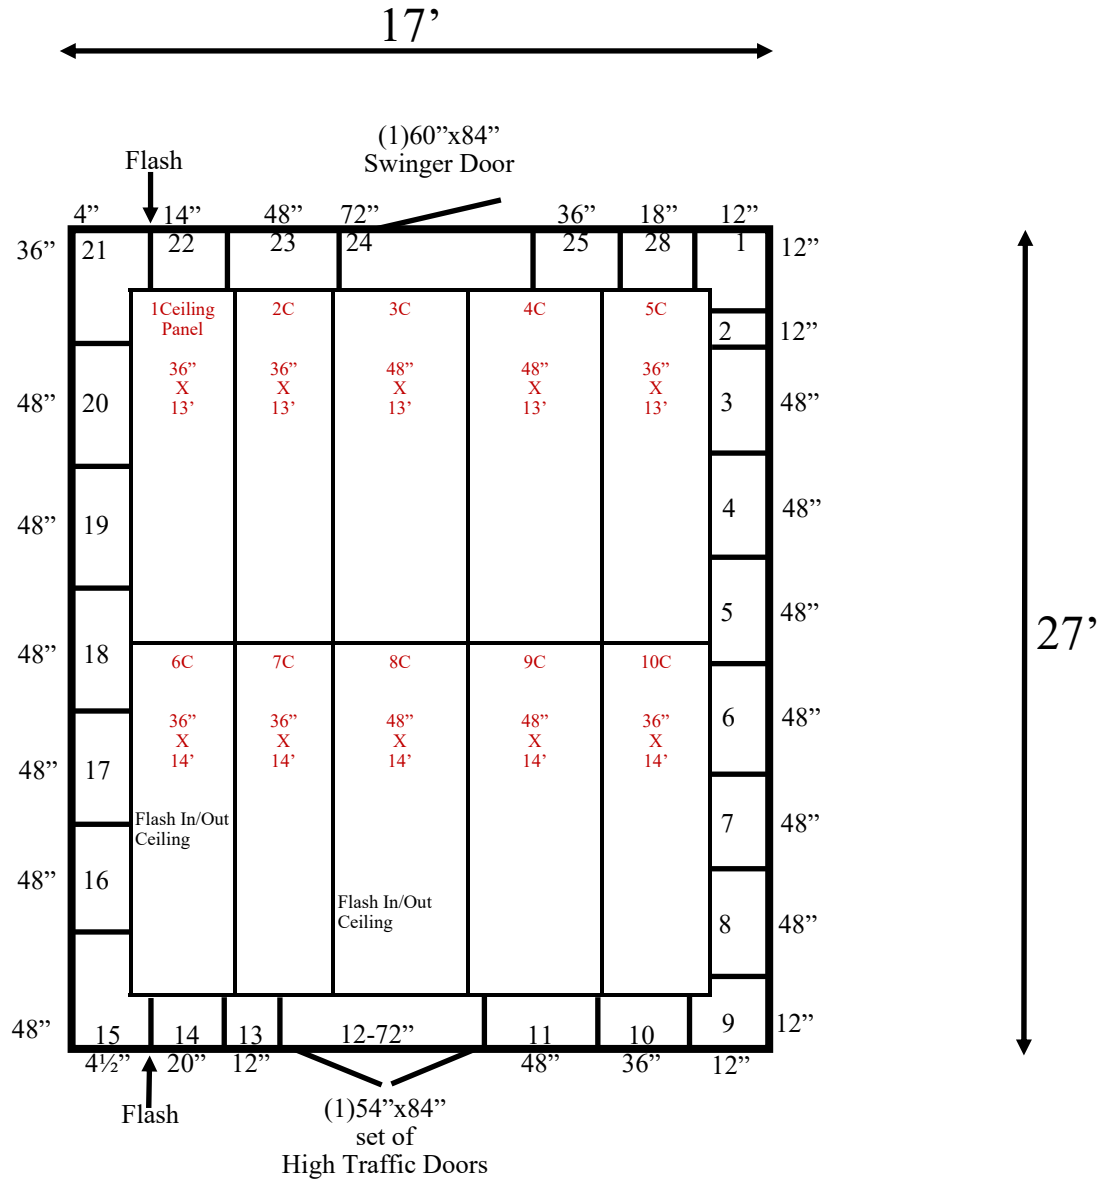 17’
(1)60”x84”
Swinger Door
Flash
4” 14” 48” 72” 36” 18” 12”
36” 21 22 23 24 25 28 1 12”
1Ceiling
Panel
2C 3C 4C 5C
2 12”
36”
X
13’
36”
X
13’
48”
X
13’
48”
X
13’
36”
X
13’
48” 20 3 48”
4 48”
48” 19
5 48”
27’
48” 18
6C 7C 8C 9C 10C
6 48”
36”
X
14’
36”
X
14’
48”
X
14’
48”
X
14’
36”
X
14’
48” 17
7 48”
Flash In/Out
Ceiling
48” 16
Flash In/Out
Ceiling
8 48”
48” 15 14 13 12-72” 11 10 9 12”
4½” 20” 12” 48” 36” 12”
Flash
(1)54”x84”
set of
High Traffic Doors